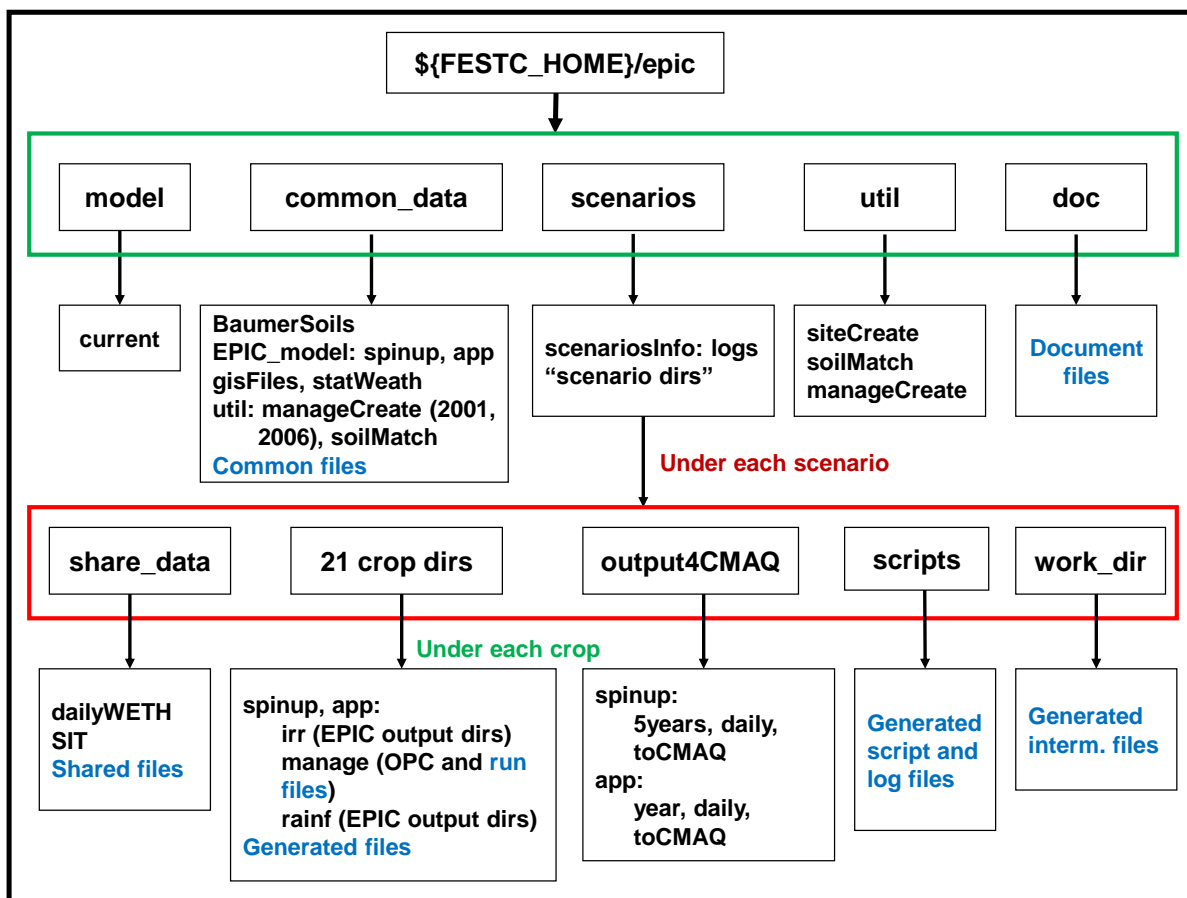 ${FESTC_HOME}/epic
model
common_data
scenarios
util
doc
current
BaumerSoils
EPIC_model: spinup, app
gisFiles, statWeath
util: manageCreate (2001,
2006), soilMatch
Common files
scenariosInfo: logs
“scenario dirs”
siteCreate
soilMatch
manageCreate
Document
files
Under each scenario
share_data
21 crop dirs
output4CMAQ
scripts
work_dir
Under each crop
dailyWETH
SIT
Shared files
spinup, app:
irr (EPIC output dirs)
manage (OPC and run
files)
rainf (EPIC output dirs)
Generated files
spinup:
5years, daily,
toCMAQ
app:
year, daily,
toCMAQ
Generated
script and
log files
Generated
interm. files